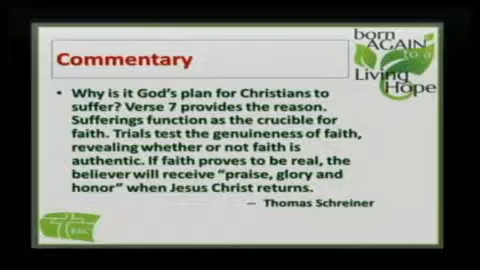 born
AGAIN
to a
Living
Hope
Commentary
• Why is it God's plan for Christians to
suffer? Verse 7 provides the reason.
Sufferings function as the crucible for
faith. Trials test the genuineness of faith,
revealing whether or not faith is
authentic. If faith proves to be real, the
believer will receive “praise, glory and
honor” when Jesus Christ returns.
– Thomas Schreiner